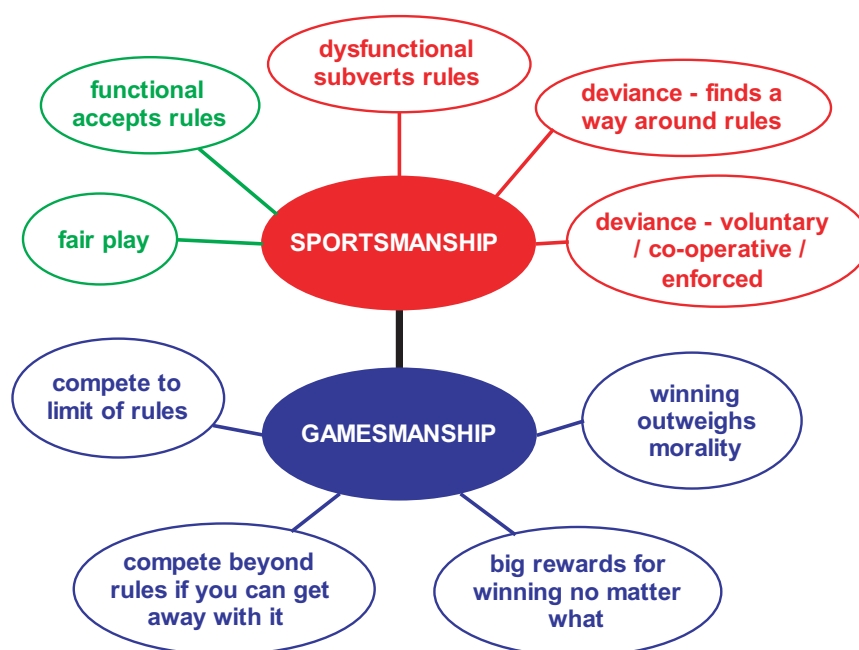 dysfunctional
subverts rules
functional
accepts rules
deviance - finds a
way around rules
fair play
SPORTSMANSHIP
deviance - voluntary
/ co-operative /
enforced
compete to
limit of rules
GAMESMANSHIP
winning
outweighs
morality
compete beyond
rules if you can get
away with it
big rewards for
winning no matter
what